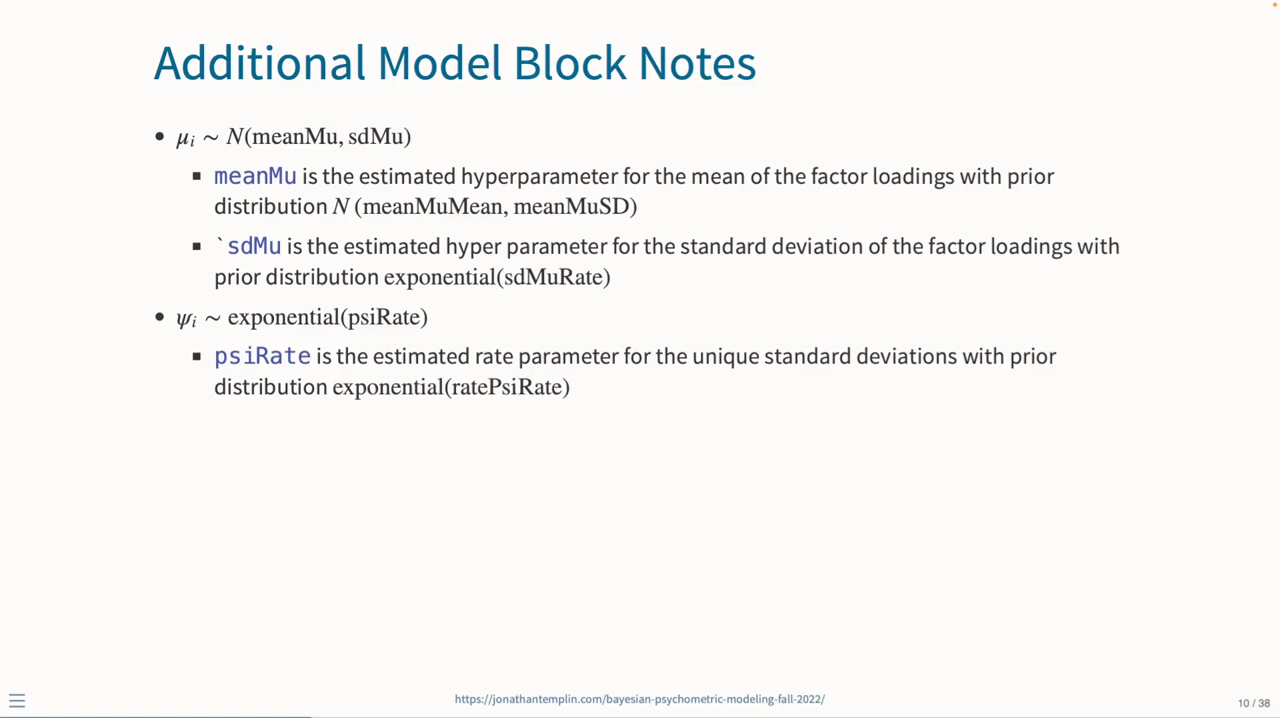 Additional Model Block Notes
• μᵢ ∼ N(meanMu, sdMu)
▪ meanMu is the estimated hyperparameter for the mean of the factor loadings with prior
distribution N (meanMuMean, meanMuSD)
▪ `sdMu is the estimated hyper parameter for the standard deviation of the factor loadings with
prior distribution exponential(sdMuRate)
• ψᵢ ∼ exponential(psiRate)
▪ psiRate is the estimated rate parameter for the unique standard deviations with prior
distribution exponential(ratePsiRate)
https://jonathantemplin.com/bayesian-psychometric-modeling-fall-2022/
10 / 38